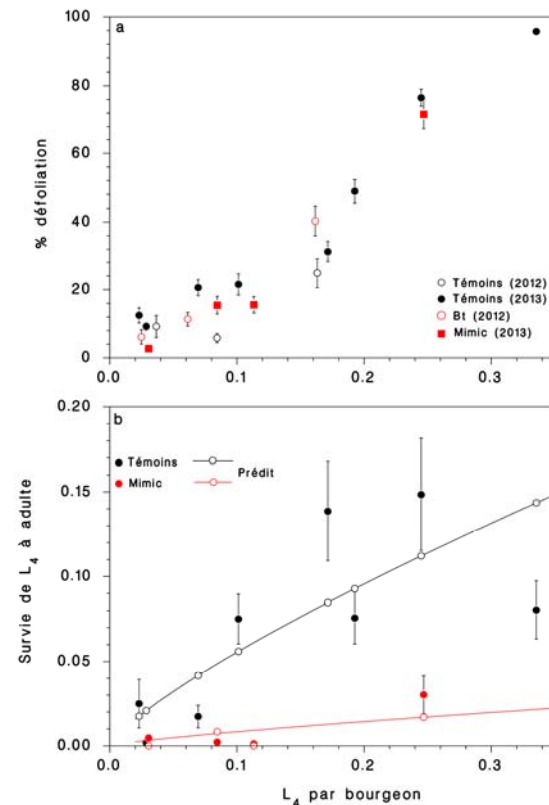 a
100
80
60
40
20
0
% défoliation
Témoins (2012)
Témoins (2013)
Bt (2012)
Mimic (2013)
0.0 0.1 0.2 0.3
b
0.20
0.15
0.10
0.05
0.00
Survie de L4 à adulte
Témoins
Mimic
Prédit
0.0 0.1 0.2 0.3
L4 par bourgeon